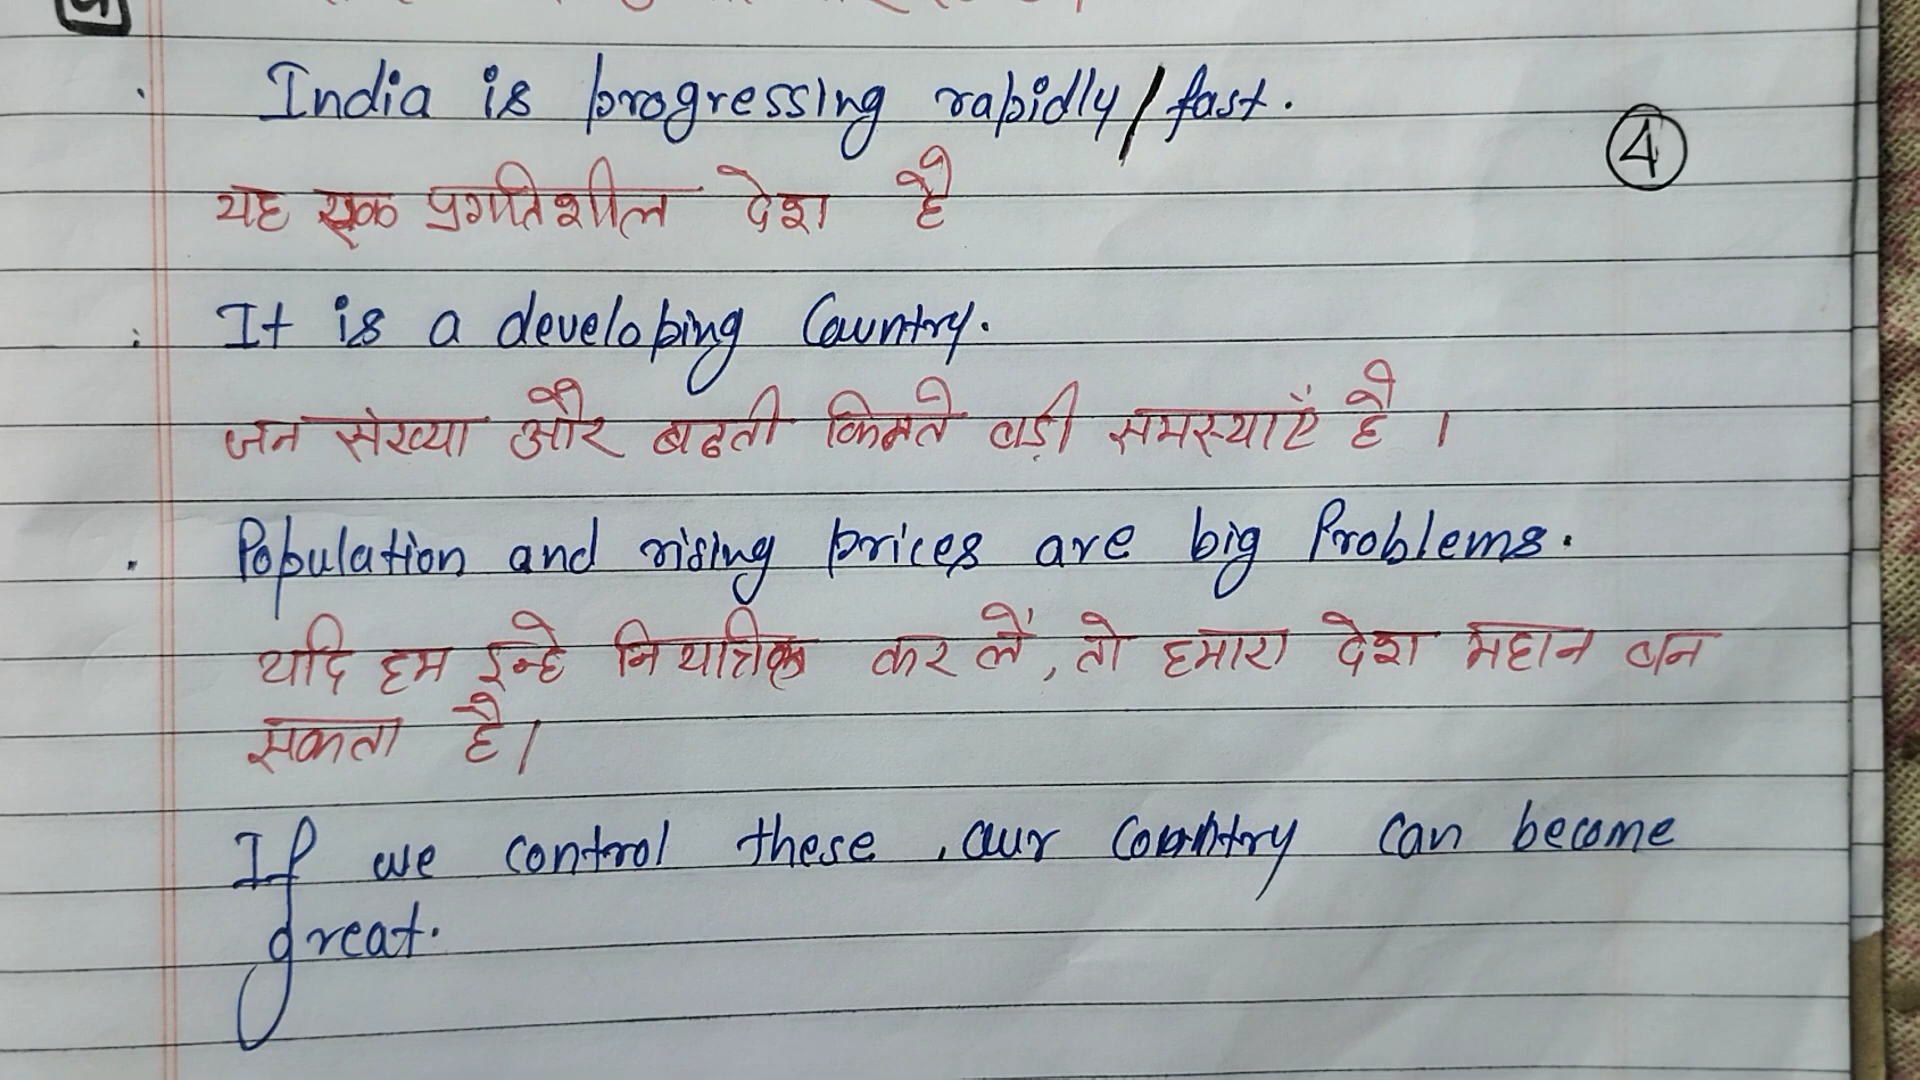 India is progressing rapidly/fast.
④
यह एक प्रगतिशील देश है
It is a developing Country.
जन संख्या और बढती किमते बड़ी समस्याएँ है ।
Population and rising prices are big Problems.
यदि हम इन्हे नियंत्रित कर लें, तो हमारा देश महान बन
सकता है।
If we control these , our Country can become
great.